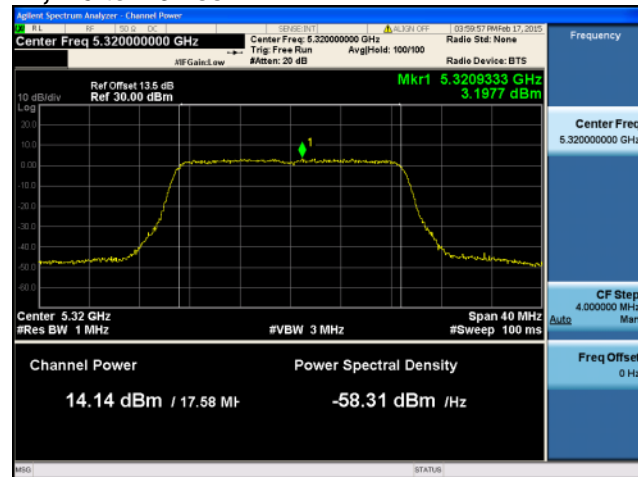 Agilent Spectrum Analyzer - Channel Power
RL RF 50 Ω DC SENSE:INT ALIGN OFF 03:59:57 PM Feb 17, 2015
Center Freq 5.320000000 GHz
Center Freq: 5.320000000 GHz
Radio Std: None
Trig: Free Run Avg|Hold: 100/100
#IFGain:Low #Atten: 20 dB Radio Device: BTS
Ref Offset 13.5 dB
Mkr1 5.3209333 GHz
10 dB/div Ref 30.00 dBm 3.1977 dBm
Log
20.0
10.0
0.00
-10.0
-20.0
-30.0
-40.0
-50.0
-60.0
1
Center 5.32 GHz Span 40 MHz
#Res BW 1 MHz #VBW 3 MHz #Sweep 100 ms
Channel Power Power Spectral Density
14.14 dBm / 17.58 MH -58.31 dBm /Hz
MSG STATUS
Frequency
Center Freq
5.320000000 GHz
CF Step
4.000000 MHz
Auto Man
Freq Offset
0 Hz